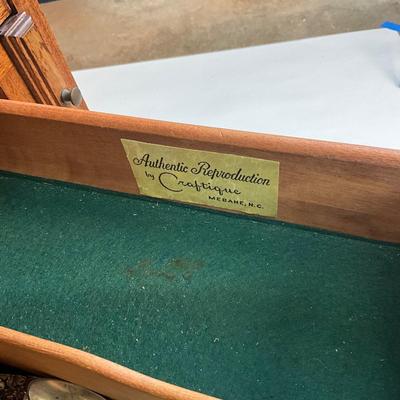 Authentic Reproduction
by Craftique
MEBANE, N.C.